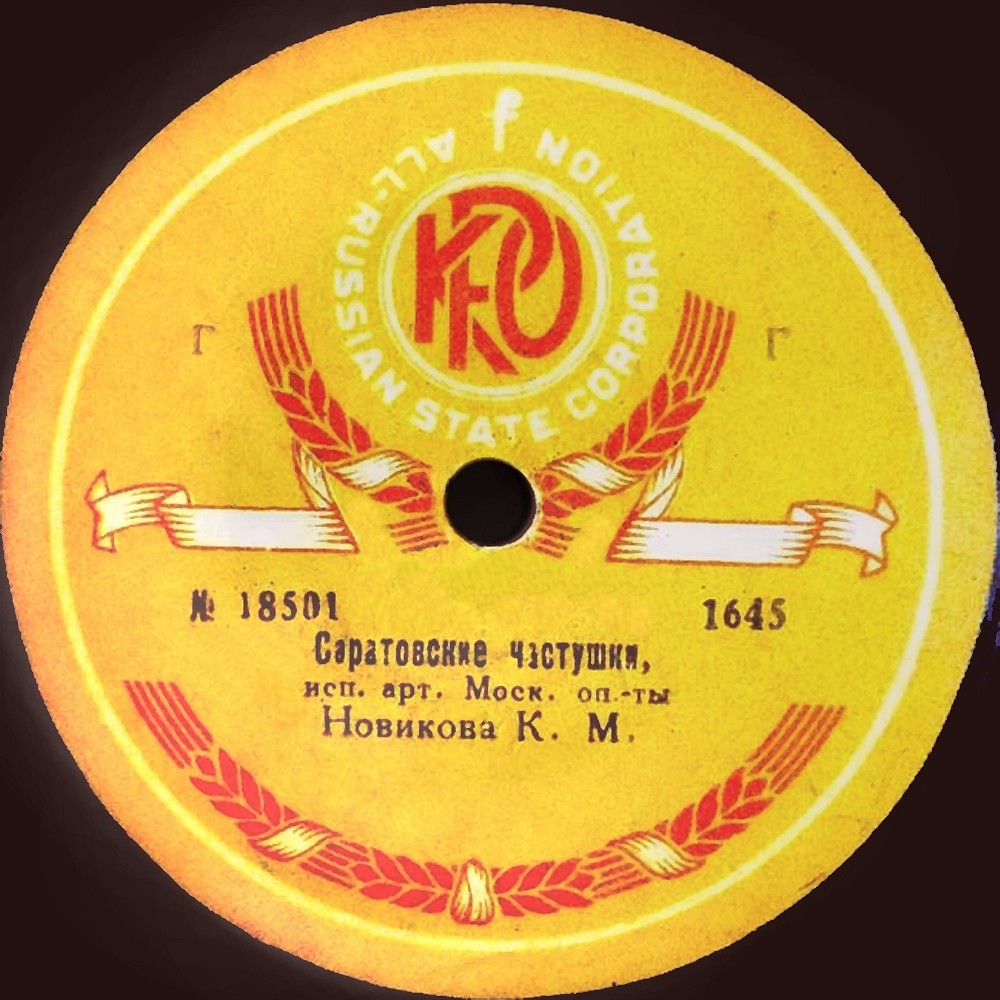 ALL-RUSSIAN STATE CORPORATION
Г Г
№ 18501 1645
Саратовские частушки,
исп. арт. Моск. оп.-ты
Новикова К. М.